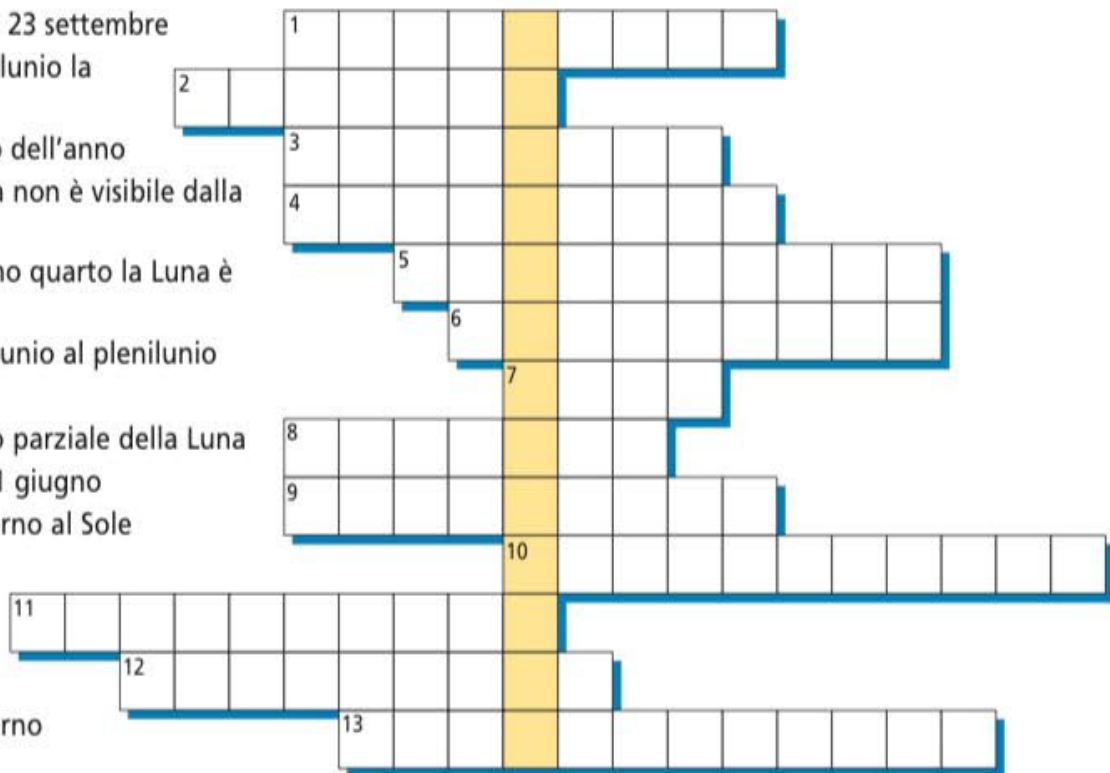 23 settembre
lunio la
dell'anno
non è visibile dalla
no quarto la Luna è
unio al plenilunio
parziale della Luna
giugno
rno al Sole
rno
1
2
3
4
5
6
7
8
9
10
11
12
13